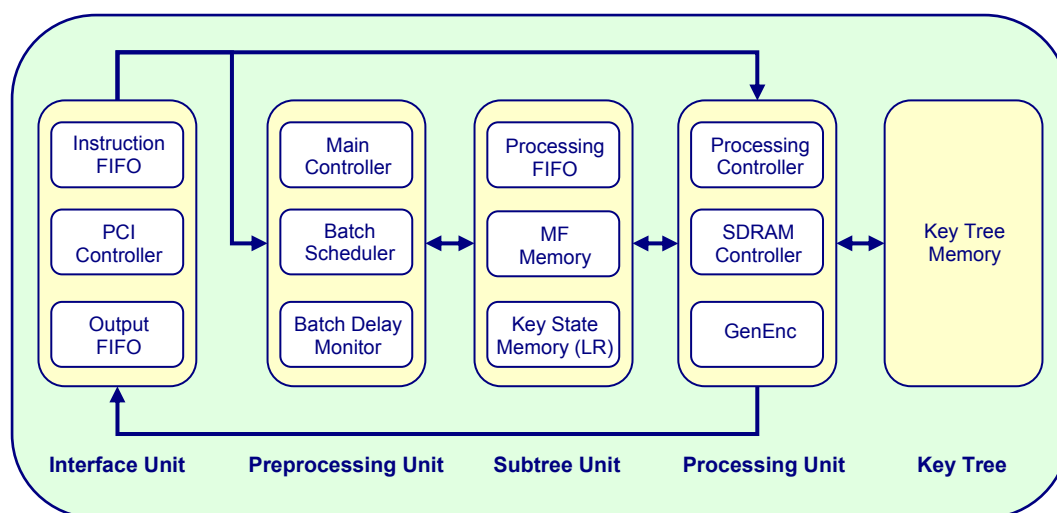 Instruction
FIFO
PCI
Controller
Output
FIFO
Interface Unit
Main
Controller
Batch
Scheduler
Batch Delay
Monitor
Preprocessing Unit
Processing
FIFO
MF
Memory
Key State
Memory (LR)
Subtree Unit
Processing
Controller
SDRAM
Controller
GenEnc
Processing Unit
Key Tree
Memory
Key Tree